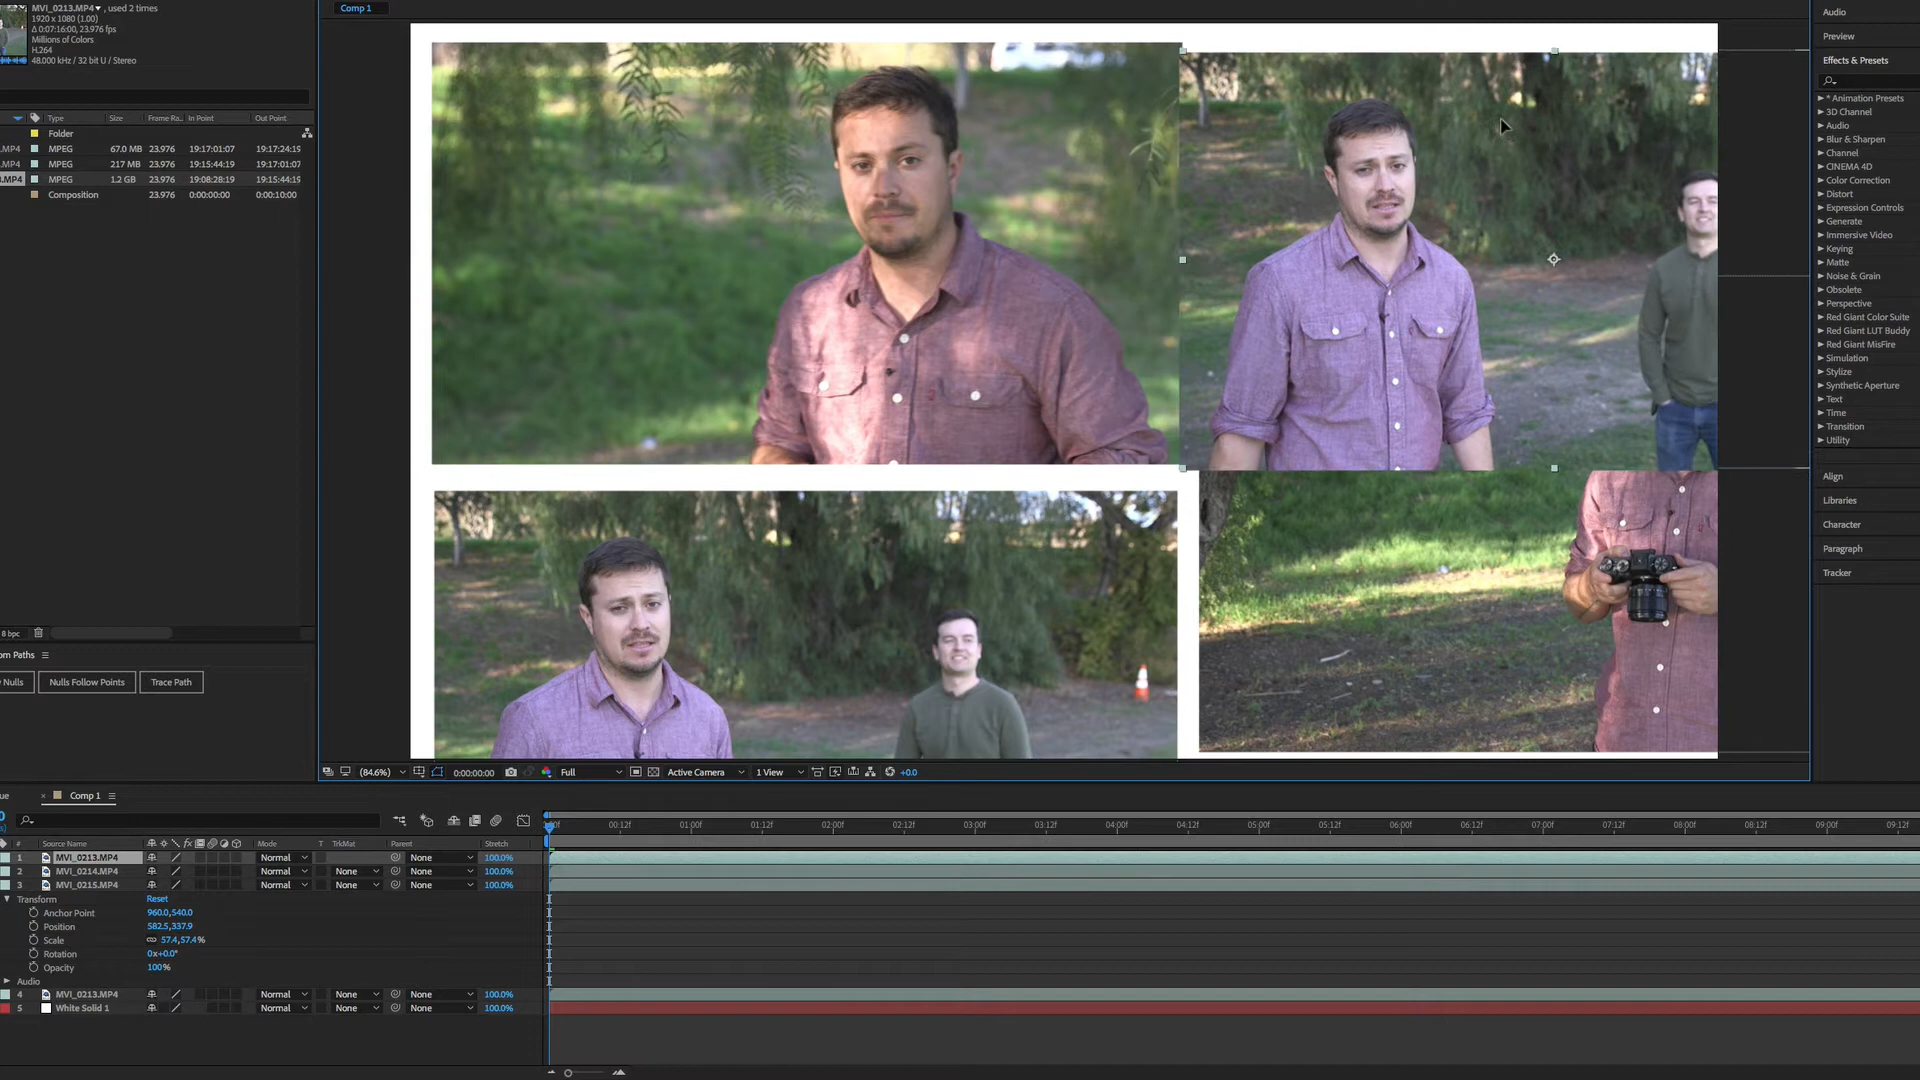 MVI_0213.MP4 , used 2 times
1920 x 1080 (1.00)
Δ 0:07:16:00, 23.976 fps
Millions of Colors
H.264
48.000 kHz / 32 bit U / Stereo
Type Size Frame Ra.. In Point Out Point
Folder
.MP4 MPEG 67.0 MB 23.976 19:17:01:07 19:17:24:19
.MP4 MPEG 217 MB 23.976 19:15:44:19 19:17:01:07
.MP4 MPEG 1.2 GB 23.976 19:08:28:19 19:15:44:19
Composition 23.976 0:00:00:00 0:00:10:00
8 bpc
om Paths
Nulls Nulls Follow Points Trace Path
Comp 1
(84.6%) 0:00:00:00 Full Active Camera 1 View +0.0
Audio
Preview
Effects & Presets
* Animation Presets
3D Channel
Audio
Blur & Sharpen
Channel
CINEMA 4D
Color Correction
Distort
Expression Controls
Generate
Immersive Video
Keying
Matte
Noise & Grain
Obsolete
Perspective
Red Giant Color Suite
Red Giant LUT Buddy
Red Giant MisFire
Simulation
Stylize
Synthetic Aperture
Text
Time
Transition
Utility
Align
Libraries
Character
Paragraph
Tracker
ue × Comp 1
00:12f 01:00f 01:12f 02:00f 02:12f 03:00f 03:12f 04:00f 04:12f 05:00f 05:12f 06:00f 06:12f 07:00f 07:12f 08:00f 08:12f 09:00f 09:12f
# Source Name fx Mode T TrkMat Parent Stretch
1 MVI_0213.MP4 Normal None 100.0%
2 MVI_0214.MP4 Normal None None 100.0%
3 MVI_0215.MP4 Normal None None 100.0%
Transform Reset
Anchor Point 960.0,540.0
Position 582.5,337.9
Scale 57.4,57.4%
Rotation 0x+0.0°
Opacity 100%
Audio
4 MVI_0213.MP4 Normal None None 100.0%
5 White Solid 1 Normal None None 100.0%